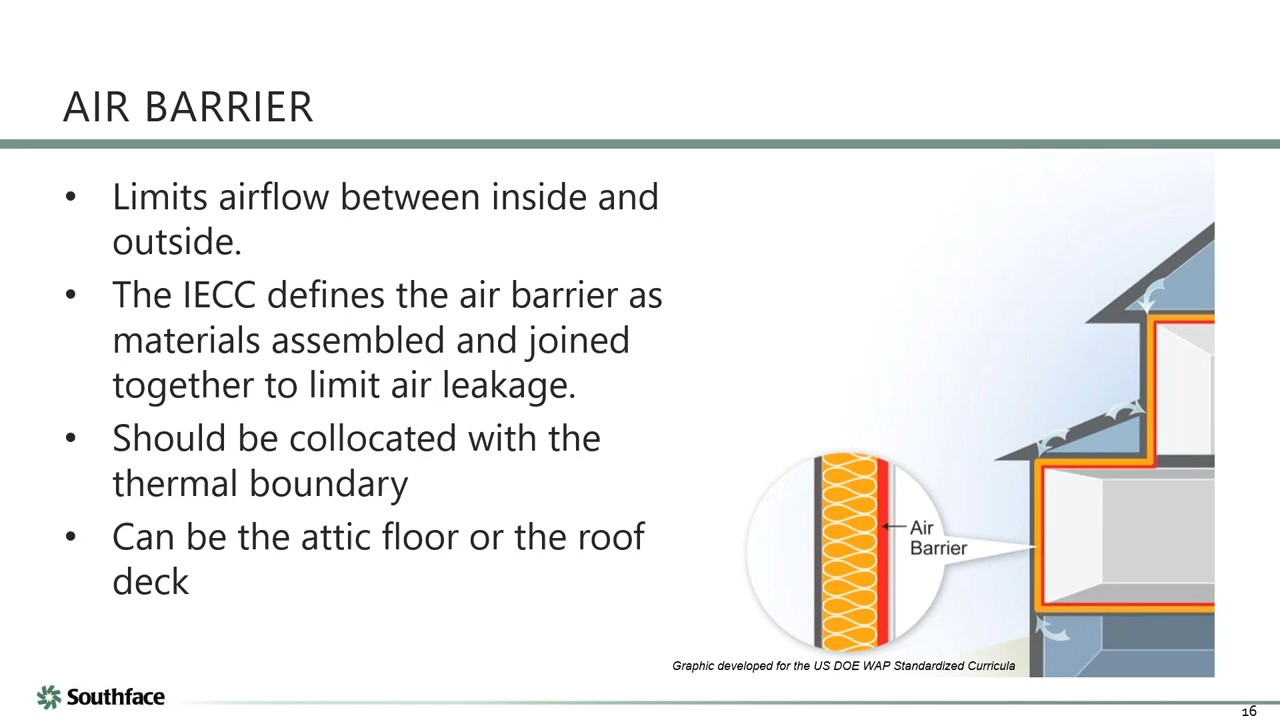 AIR BARRIER
• Limits airflow between inside and
outside.
• The IECC defines the air barrier as
materials assembled and joined
together to limit air leakage.
• Should be collocated with the
thermal boundary
• Can be the attic floor or the roof
deck
Air
Barrier
Graphic developed for the US DOE WAP Standardized Curricula
Southface
16